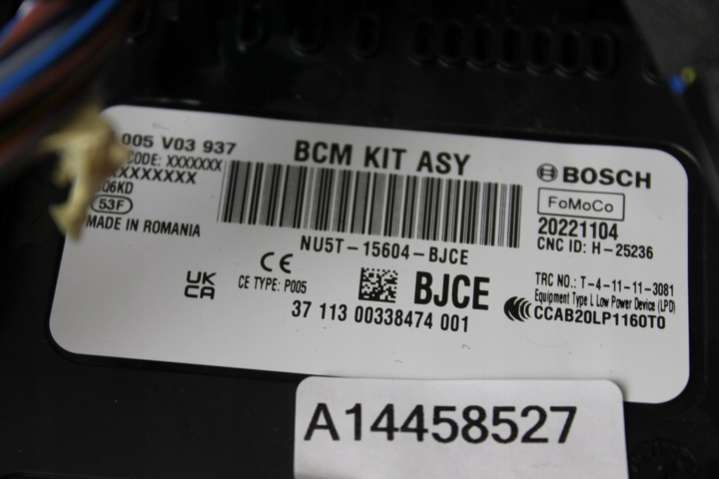 005 V03 937
BCM KIT ASY
CODE: XXXXXXX
XXXXXXXX
Q6KD
53F
MADE IN ROMANIA
BOSCH
FoMoCo
20221104
CNC ID: H-25236
NU5T-15604-BJCE
UK
CA
CE
CE TYPE: P005
BJCE
37 113 00338474 001
TRC NO.: T-4-11-11-3081
Equipment Type I, Low Power Device (LPD)
CCAB20LP1160T0
A14458527